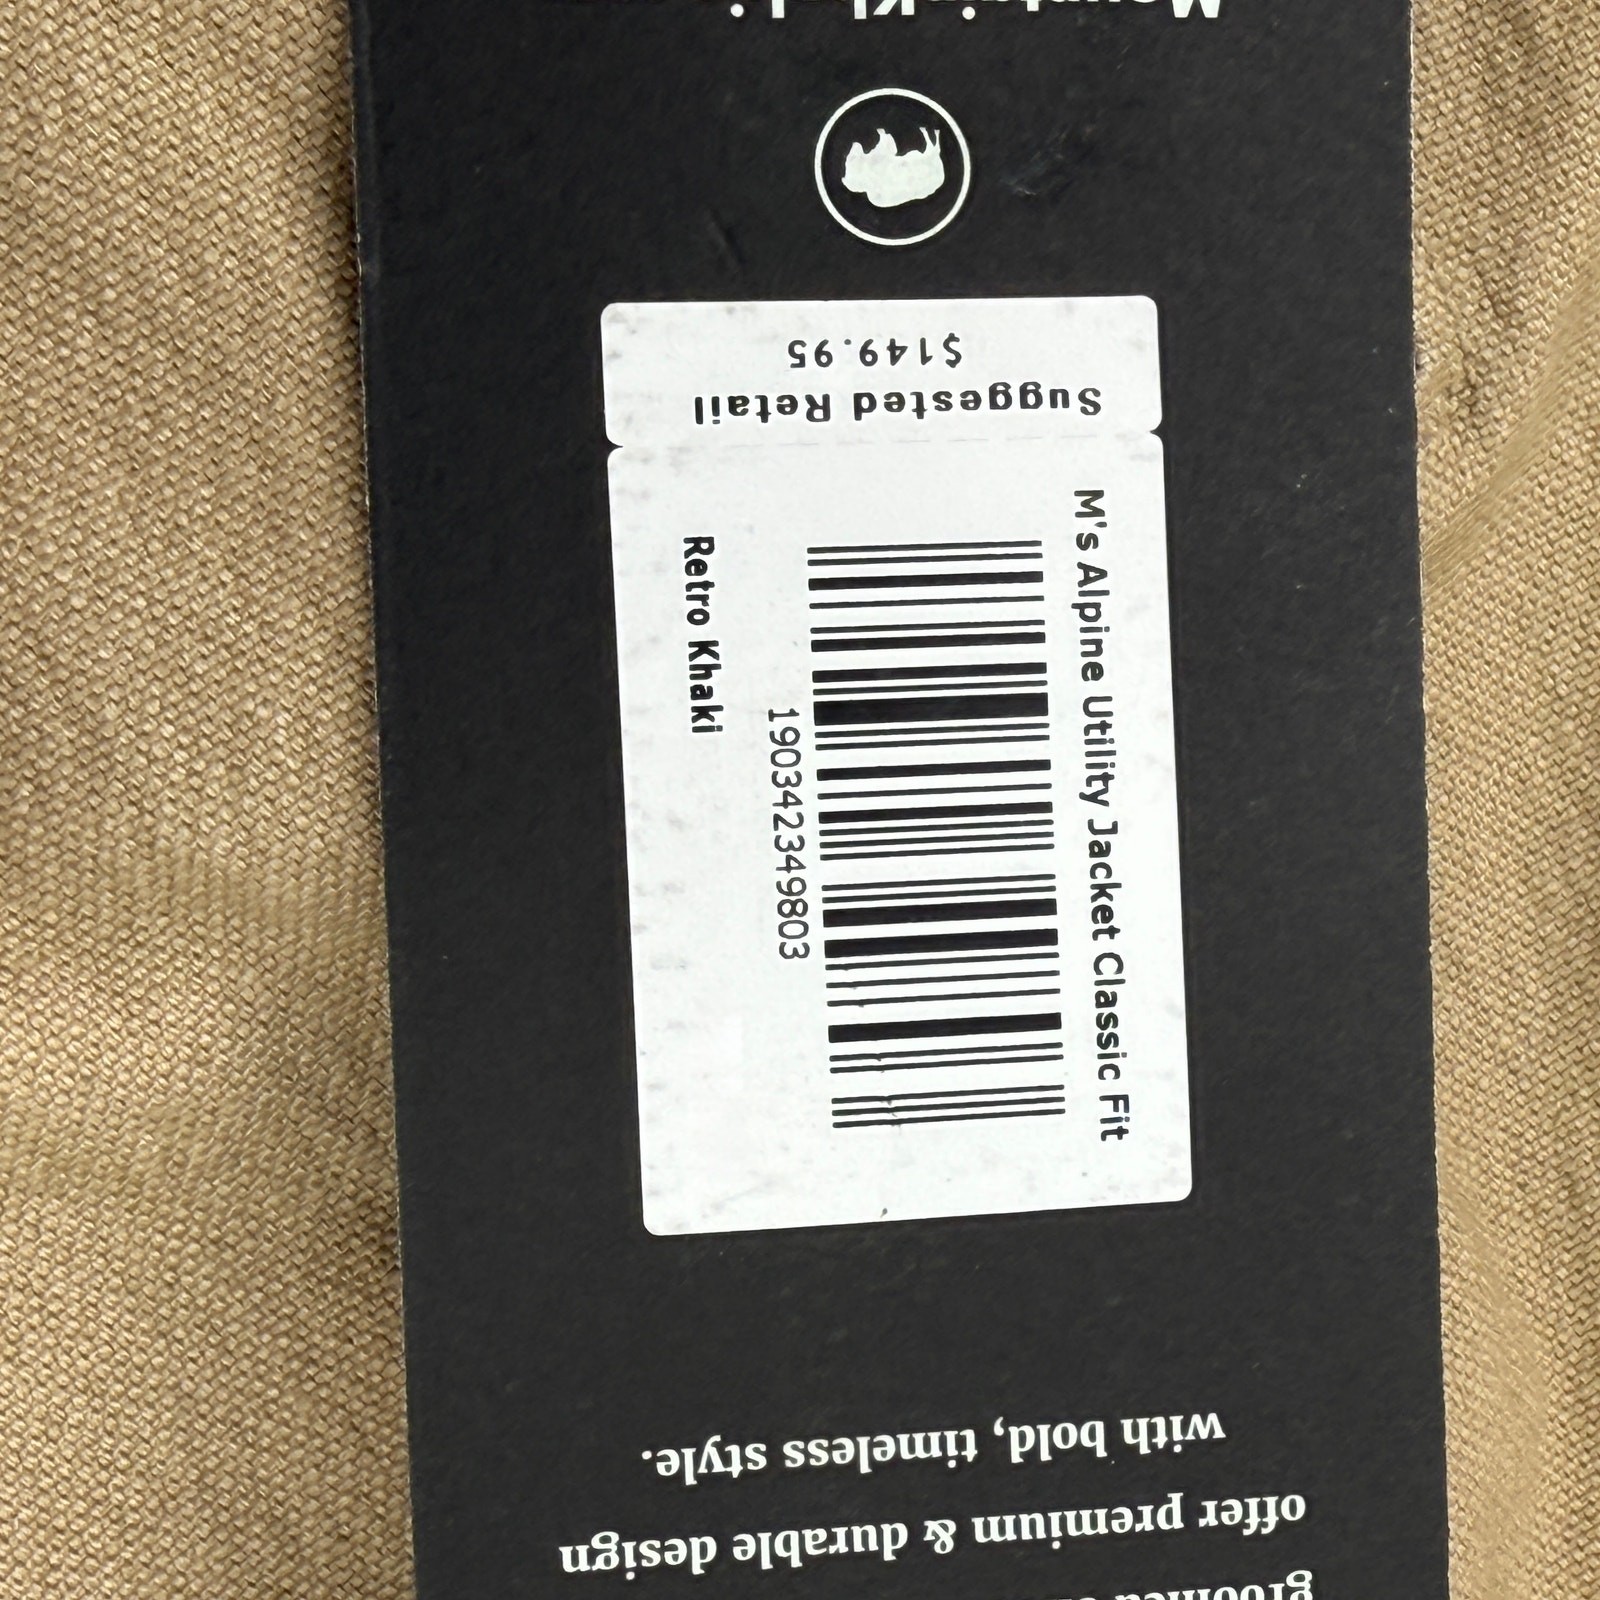 offer premium & durable design
with bold, timeless style.
M's Alpine Utility Jacket Classic Fit
190342349803
Retro Khaki
Suggested Retail
$149.95